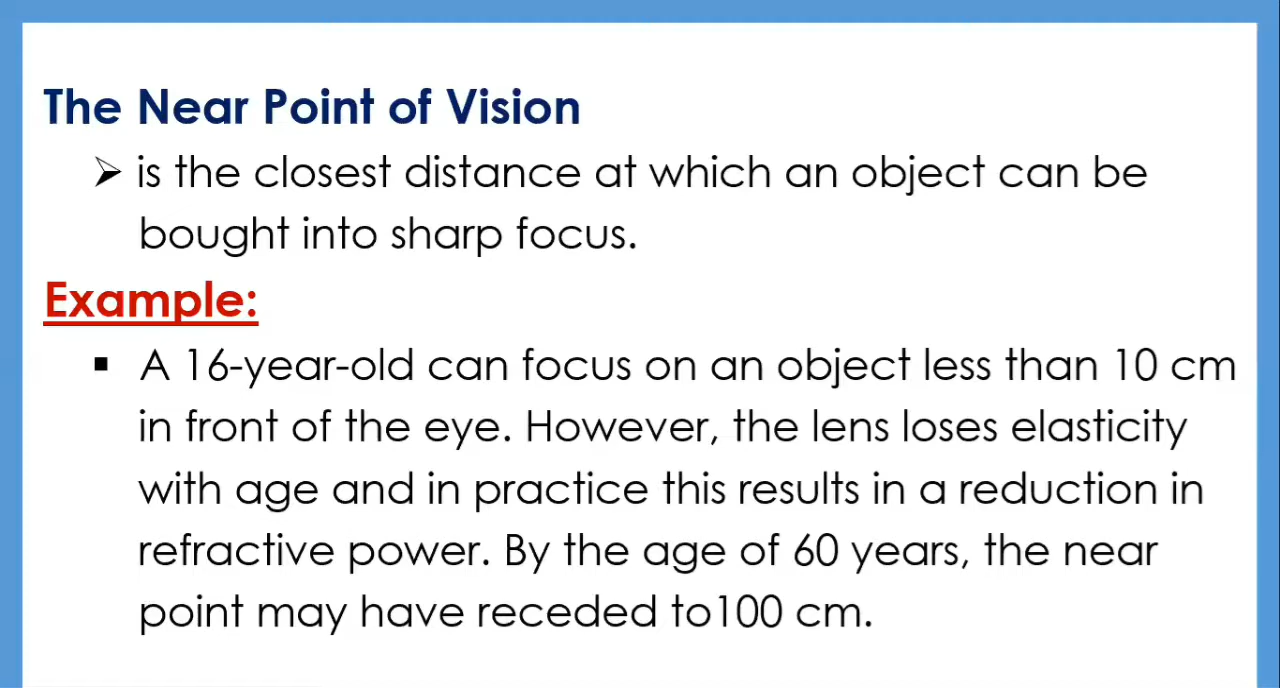 The Near Point of Vision
➢ is the closest distance at which an object can be
bought into sharp focus.
Example:
▪ A 16-year-old can focus on an object less than 10 cm
in front of the eye. However, the lens loses elasticity
with age and in practice this results in a reduction in
refractive power. By the age of 60 years, the near
point may have receded to100 cm.